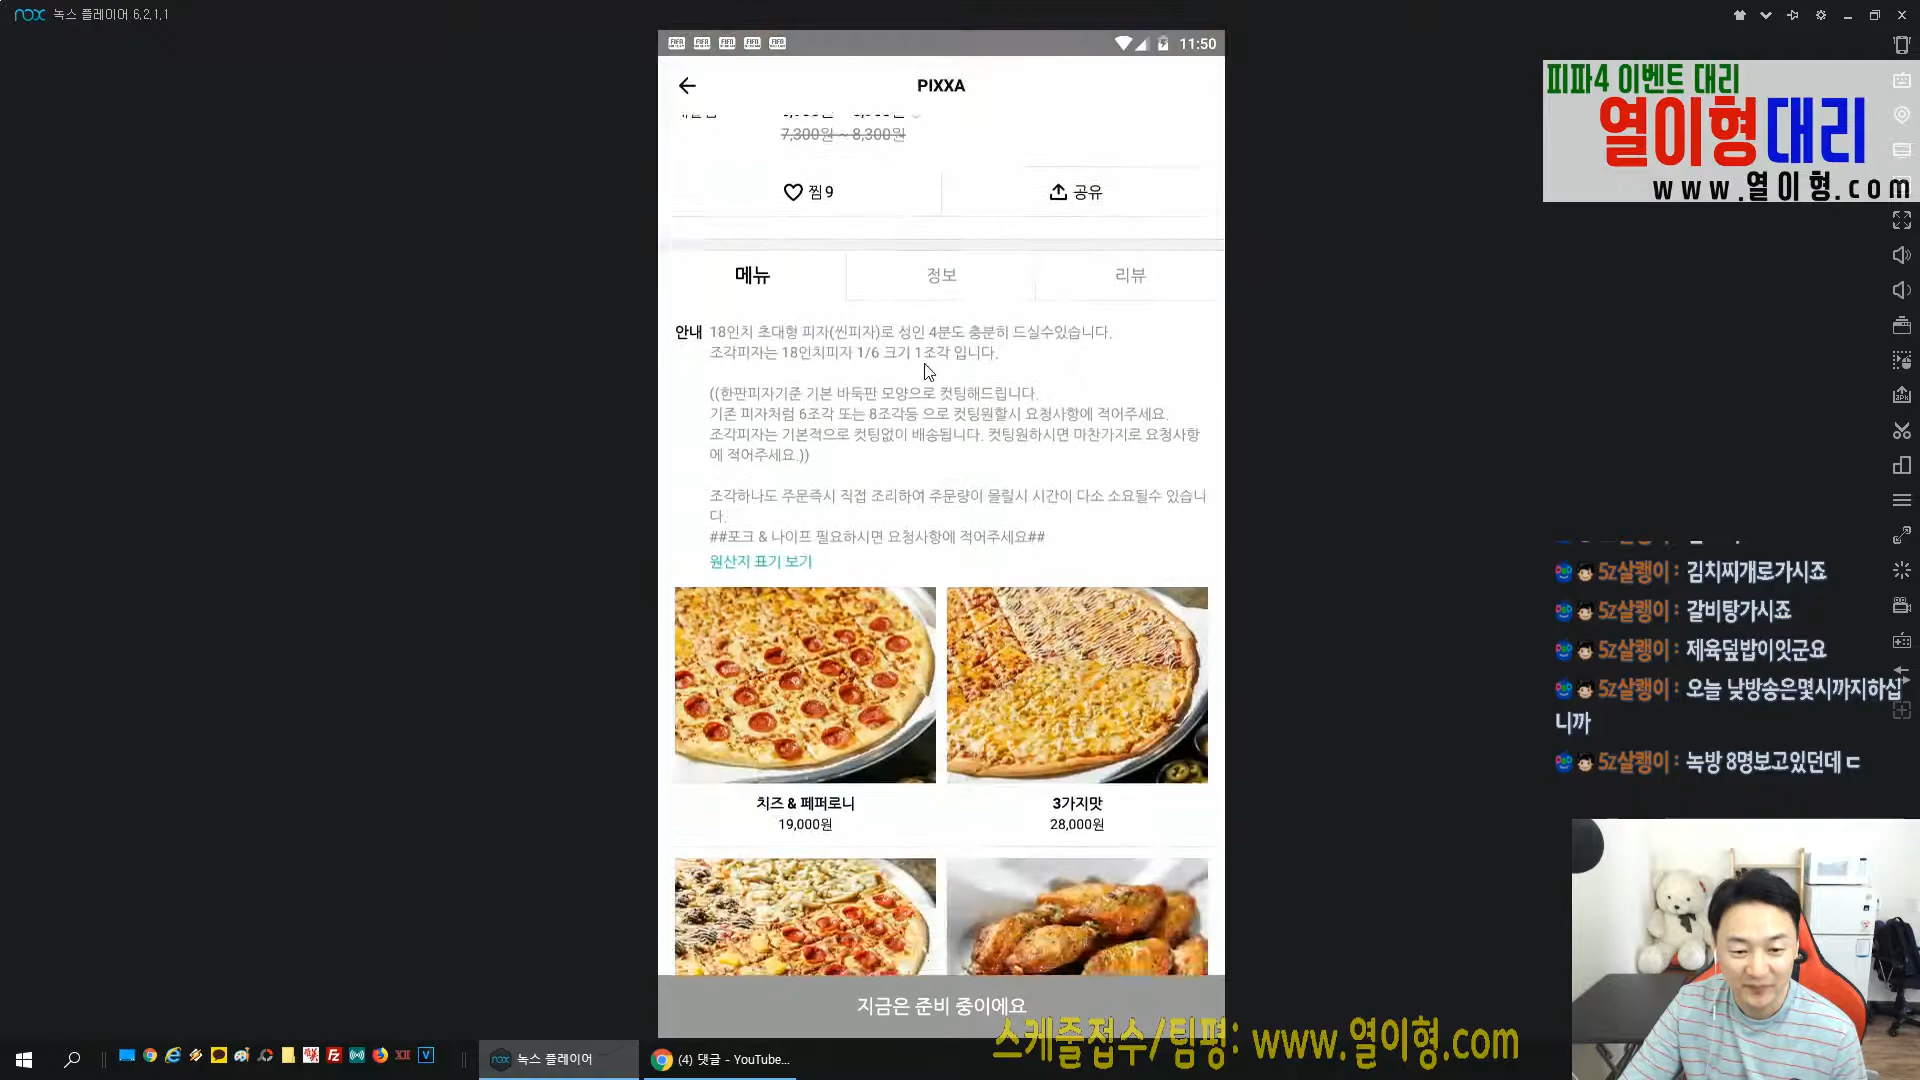 nox 녹스 플레이어 6,2,1,1
11:50
PIXXA
7,300원 ~ 8,300원
찜 9
공유
메뉴
정보
리뷰
안내 18인치 초대형 피자(씬피자)로 성인 4분도 충분히 드실수있습니다.
조각피자는 18인치피자 1/6 크기 1조각 입니다.
((한판피자기준 기본 바둑판 모양으로 컷팅해드립니다.
기존 피자처럼 6조각 또는 8조각등 으로 컷팅원할시 요청사항에 적어주세요.
조각피자는 기본적으로 컷팅없이 배송됩니다. 컷팅원하시면 마찬가지로 요청사항
에 적어주세요.))
조각하나도 주문즉시 직접 조리하여 주문량이 몰릴시 시간이 다소 소요될수 있습니
다.
##포크 & 나이프 필요하시면 요청사항에 적어주세요##
원산지 표기 보기
치즈 & 페퍼로니
19,000원
3가지맛
28,000원
지금은 준비 중이에요
피파4 이벤트 대리
열이형대리
www.열이형.com
5z살쾡이 : 김치찌개로가시죠
5z살쾡이 : 갈비탕가시죠
5z살쾡이 : 제육덮밥이잇군요
5z살쾡이 : 오늘 낮방송은몇시까지하십
니까
5z살쾡이 : 녹방 8명보고있던데 ㄷ
스케줄접수/팀평: www.열이형.com
녹스 플레이어
(4) 댓글 - YouTube...